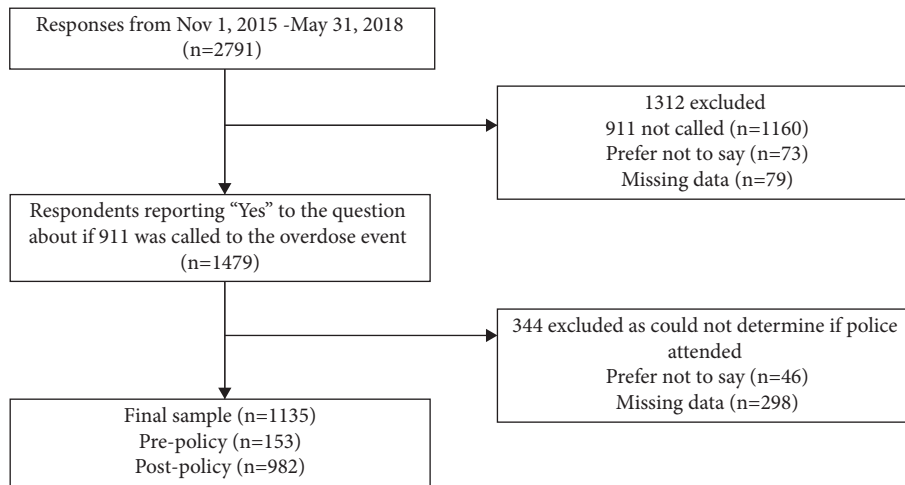 Responses from Nov 1, 2015 -May 31, 2018
(n=2791)
1312 excluded
911 not called (n=1160)
Prefer not to say (n=73)
Missing data (n=79)
Respondents reporting “Yes” to the question
about if 911 was called to the overdose event
(n=1479)
344 excluded as could not determine if police
attended
Prefer not to say (n=46)
Missing data (n=298)
Final sample (n=1135)
Pre-policy (n=153)
Post-policy (n=982)